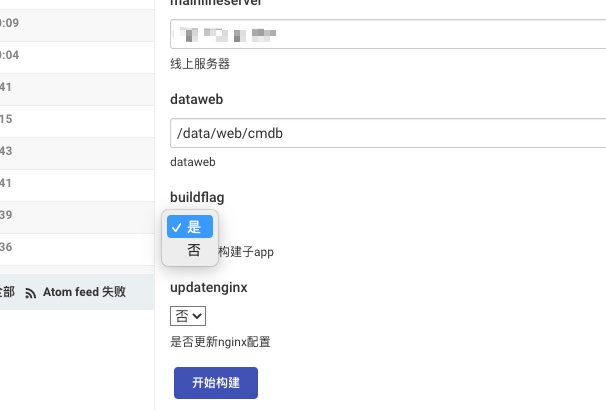 :09
:04
41
15
43
41
39
36
部 Atom feed 失败
mainlineserver
线上服务器
dataweb
/data/web/cmdb
dataweb
buildflag
是
否
构建子app
updatenginx
否
是否更新nginx配置
开始构建